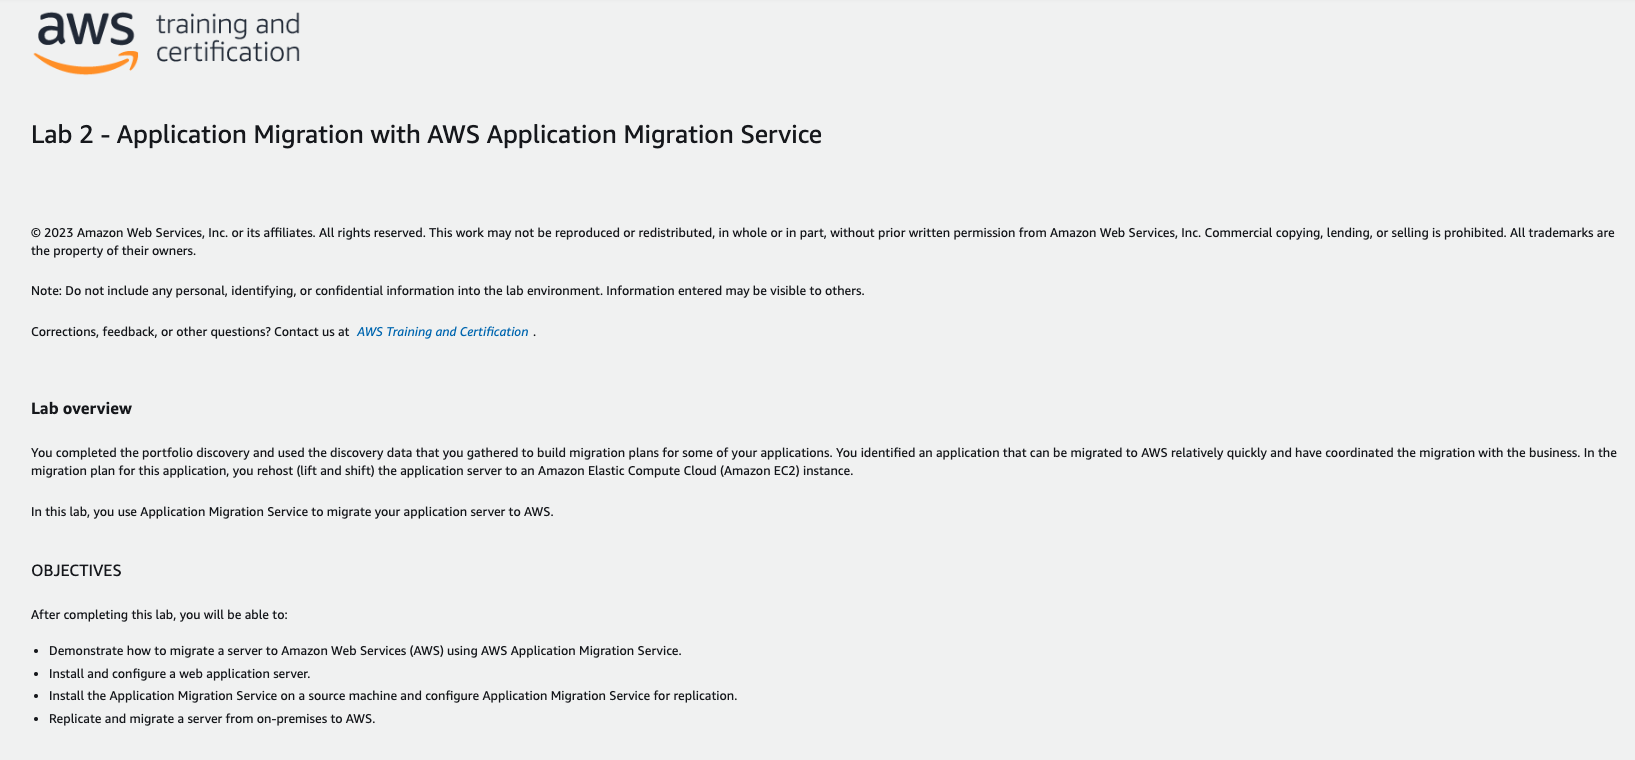 aws training and
certification
Lab 2 - Application Migration with AWS Application Migration Service
© 2023 Amazon Web Services, Inc. or its affiliates. All rights reserved. This work may not be reproduced or redistributed, in whole or in part, without prior written permission from Amazon Web Services, Inc. Commercial copying, lending, or selling is prohibited. All trademarks are
the property of their owners.
Note: Do not include any personal, identifying, or confidential information into the lab environment. Information entered may be visible to others.
Corrections, feedback, or other questions? Contact us at AWS Training and Certification .
Lab overview
You completed the portfolio discovery and used the discovery data that you gathered to build migration plans for some of your applications. You identified an application that can be migrated to AWS relatively quickly and have coordinated the migration with the business. In the
migration plan for this application, you rehost (lift and shift) the application server to an Amazon Elastic Compute Cloud (Amazon EC2) instance.
In this lab, you use Application Migration Service to migrate your application server to AWS.
OBJECTIVES
After completing this lab, you will be able to:
• Demonstrate how to migrate a server to Amazon Web Services (AWS) using AWS Application Migration Service.
• Install and configure a web application server.
• Install the Application Migration Service on a source machine and configure Application Migration Service for replication.
• Replicate and migrate a server from on-premises to AWS.